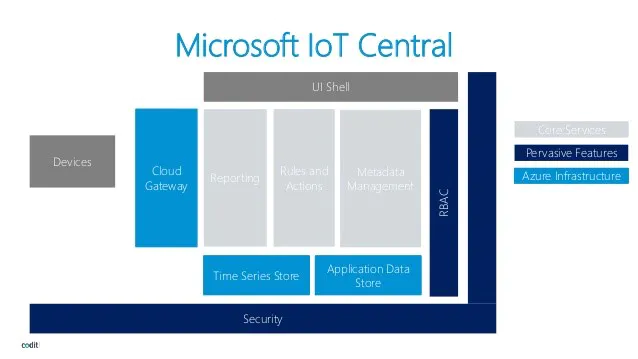 Microsoft IoT Central
UI Shell
Core Services
Pervasive Features
Azure Infrastructure
Devices
Cloud
Gateway
Reporting
Rules and
Actions
Metadata
Management
RBAC
Time Series Store
Application Data
Store
Security
codit